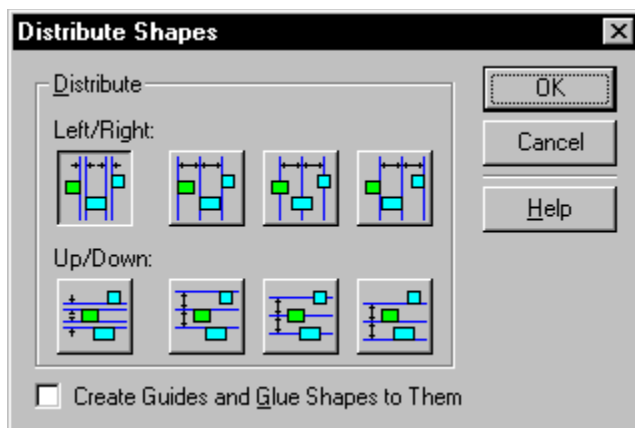 Distribute Shapes
Distribute
OK
Left/Right:
Cancel
Help
Up/Down:
Create Guides and Glue Shapes to Them